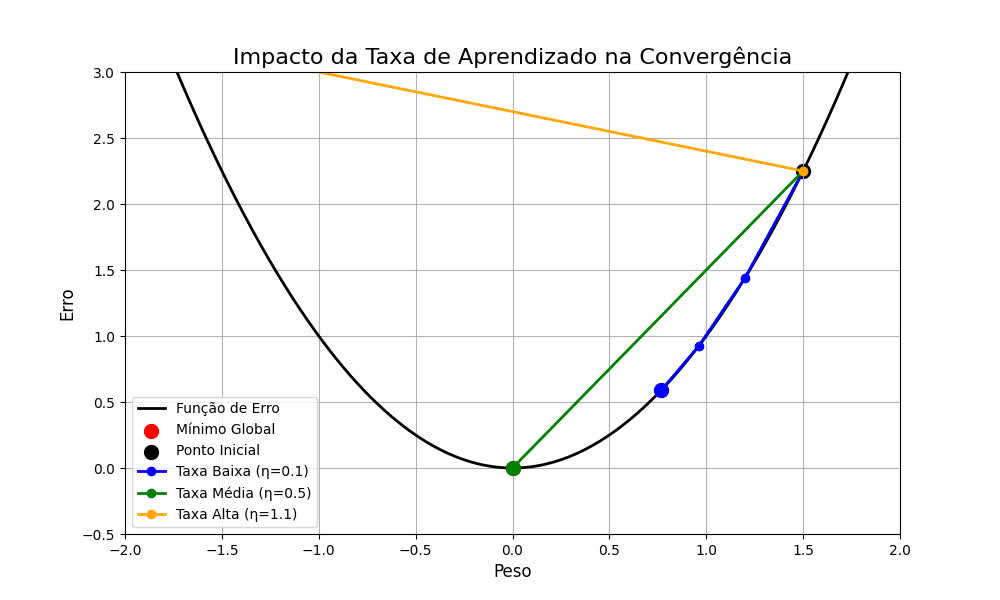 Impacto da Taxa de Aprendizado na Convergência
3.0
2.5
2.0
1.5
1.0
0.5
0.0
−0.5
Erro
Função de Erro
Mínimo Global
Ponto Inicial
Taxa Baixa (η=0.1)
Taxa Média (η=0.5)
Taxa Alta (η=1.1)
−2.0 −1.5 −1.0 −0.5 0.0 0.5 1.0 1.5 2.0
Peso